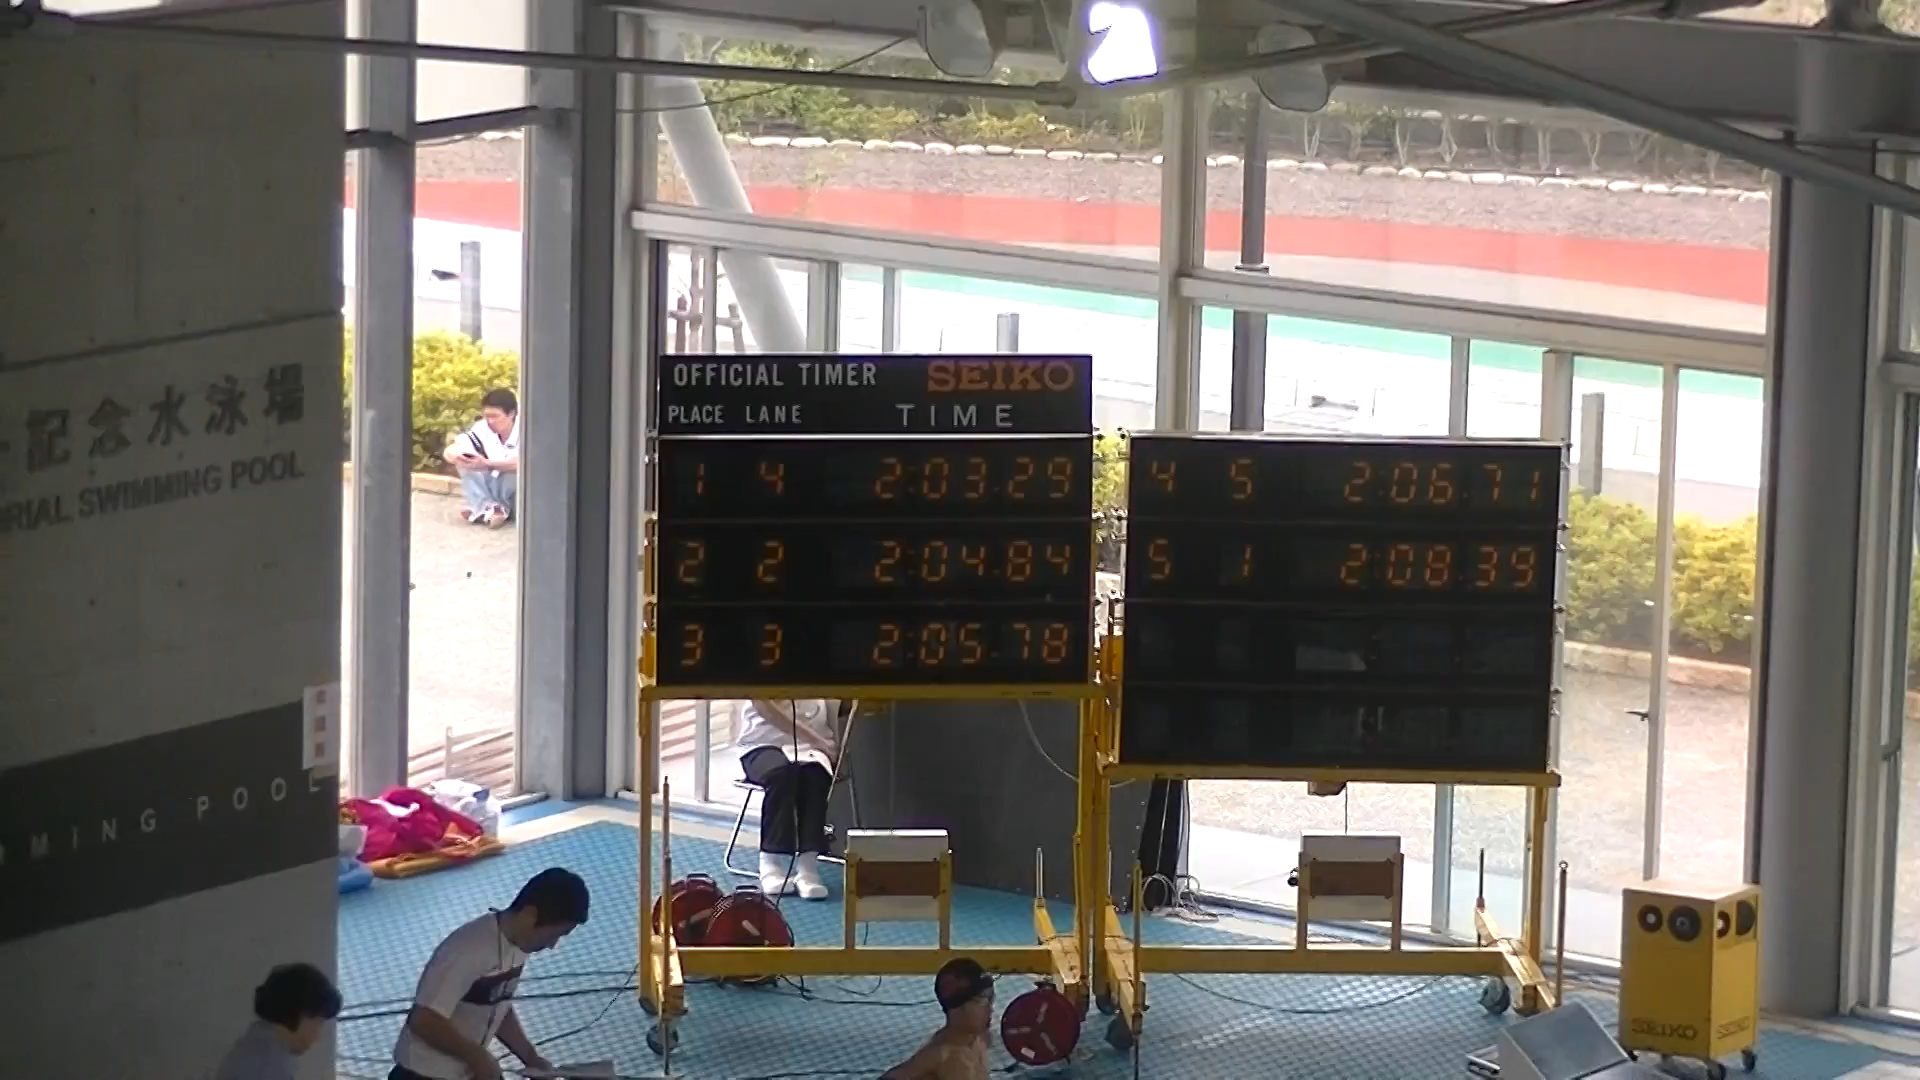 記念水泳場
RIAL SWIMMING POOL
MING POOL
OFFICIAL TIMER SEIKO
PLACE LANE TIME
1 4 2:03.29
2 2 2:04.84
3 3 2:05.78
4 5 2:06.71
5 1 2:08.39
SEIKO
SEIKO